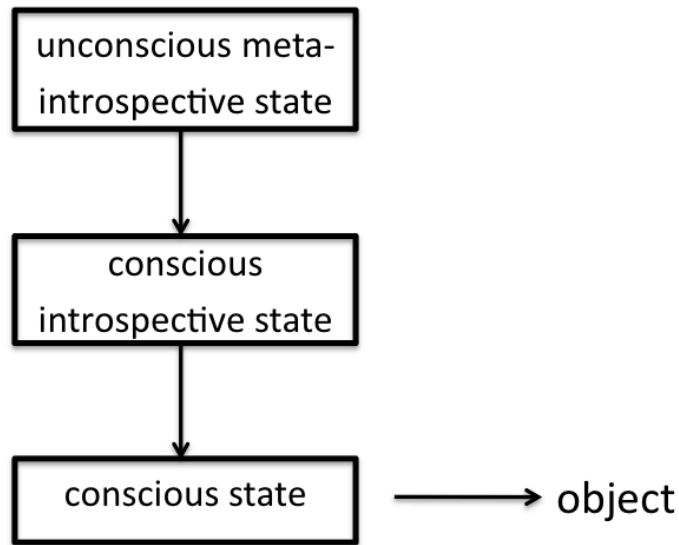 unconscious meta-
introspective state
conscious
introspective state
conscious state
object